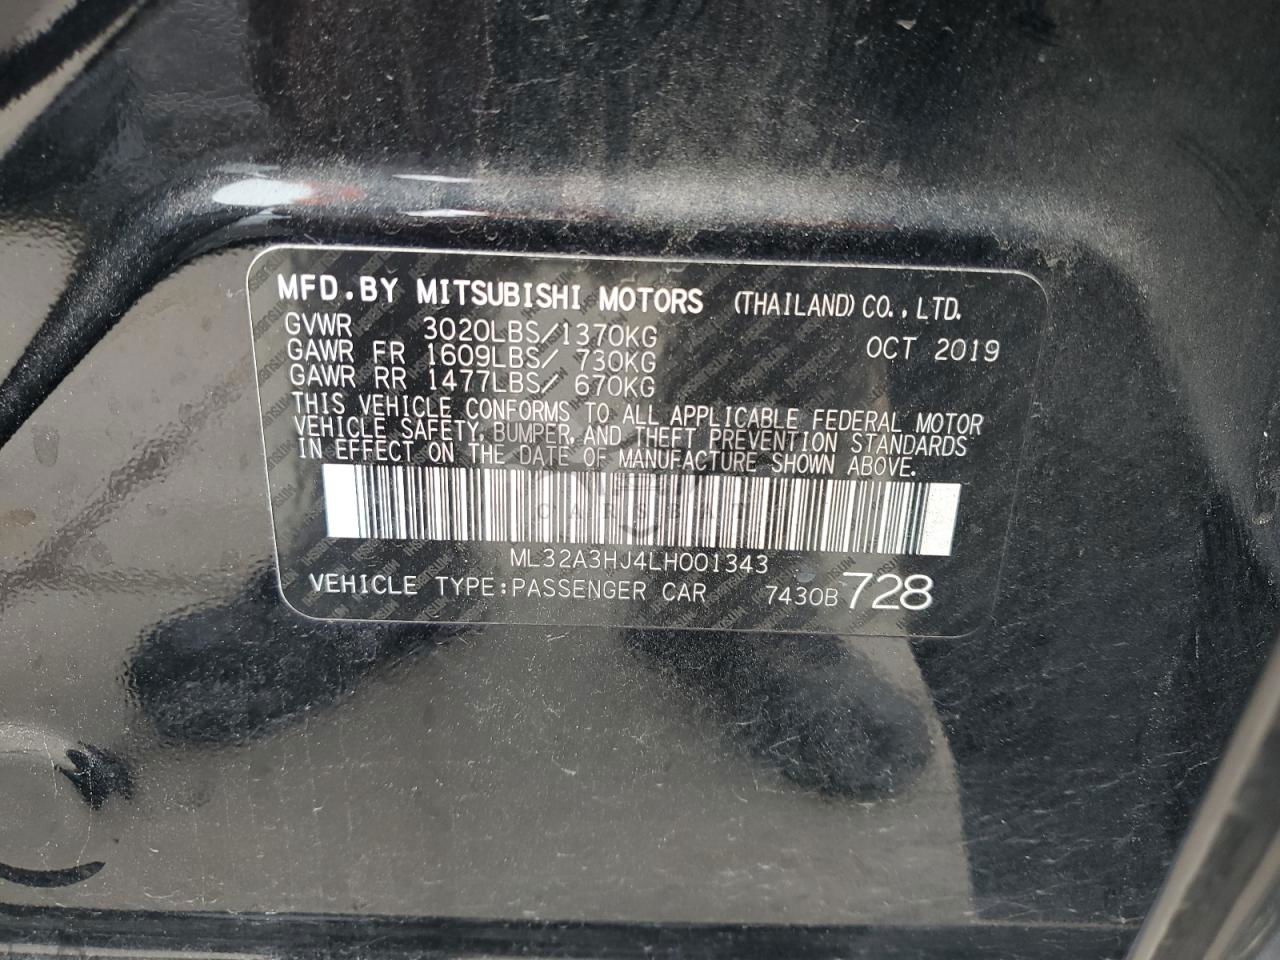 MFD.BY MITSUBISHI MOTORS (THAILAND) CO., LTD.
GVWR 3020LBS/1370KG OCT 2019
GAWR FR 1609LBS/ 730KG
GAWR RR 1477LBS/ 670KG
THIS VEHICLE CONFORMS TO ALL APPLICABLE FEDERAL MOTOR
VEHICLE SAFETY, BUMPER, AND THEFT PREVENTION STANDARDS
IN EFFECT ON THE DATE OF MANUFACTURE SHOWN ABOVE.
ML32A3HJ4LH001343
VEHICLE TYPE:PASSENGER CAR 7430B728